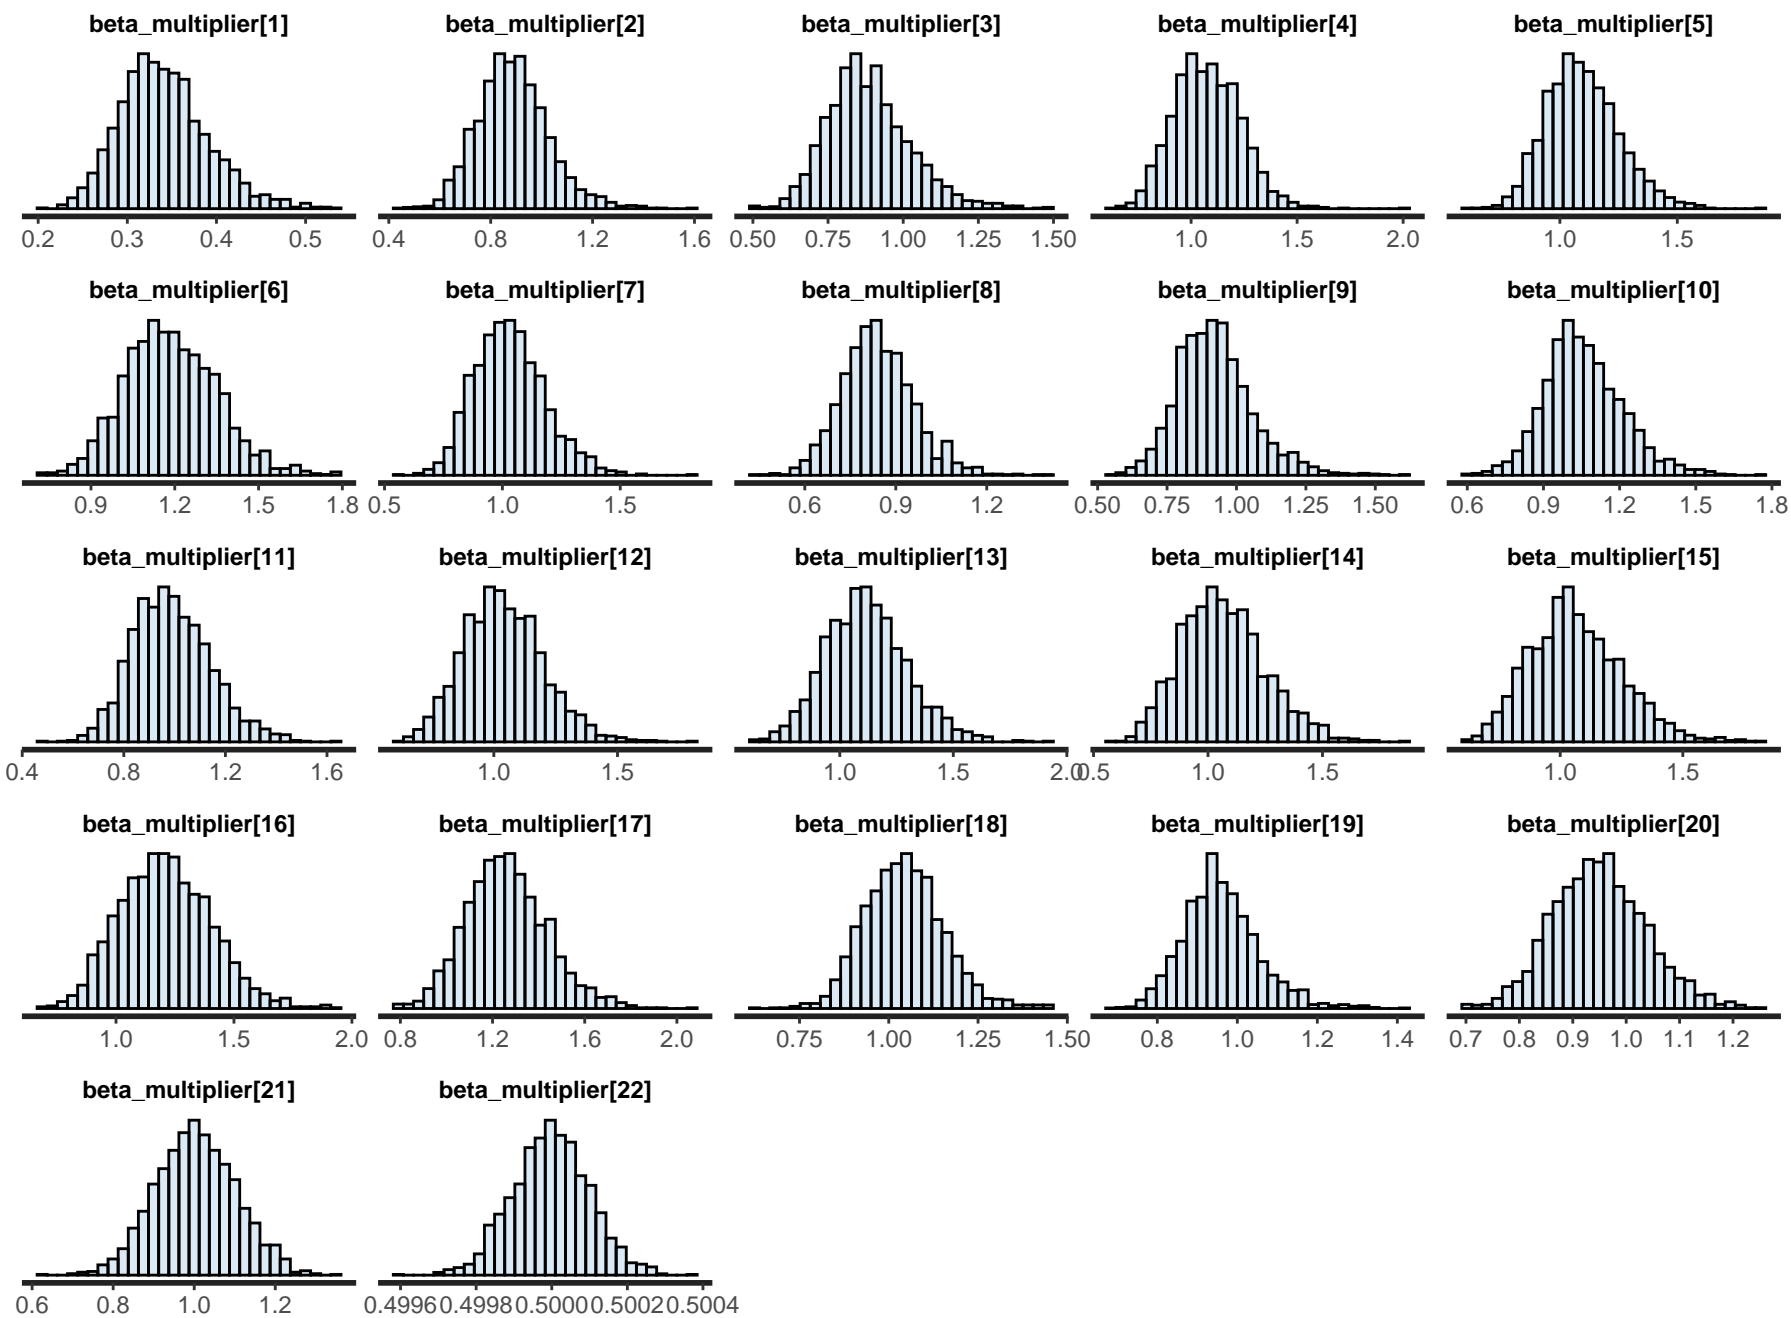 beta_multiplier[1] beta_multiplier[2] beta_multiplier[3] beta_multiplier[4] beta_multiplier[5]
0.2 0.3 0.4 0.5 0.4 0.8 1.2 1.6 0.50 0.75 1.00 1.25 1.50 1.0 1.5 2.0 1.0 1.5
beta_multiplier[6] beta_multiplier[7] beta_multiplier[8] beta_multiplier[9] beta_multiplier[10]
0.9 1.2 1.5 1.8 0.5 1.0 1.5 0.6 0.9 1.2 0.50 0.75 1.00 1.25 1.50 0.6 0.9 1.2 1.5 1.8
beta_multiplier[11] beta_multiplier[12] beta_multiplier[13] beta_multiplier[14] beta_multiplier[15]
0.4 0.8 1.2 1.6 1.0 1.5 1.0 1.5 2.0 0.5 1.0 1.5 1.0 1.5
beta_multiplier[16] beta_multiplier[17] beta_multiplier[18] beta_multiplier[19] beta_multiplier[20]
1.0 1.5 2.0 0.8 1.2 1.6 2.0 0.75 1.00 1.25 1.50 0.8 1.0 1.2 1.4 0.7 0.8 0.9 1.0 1.1 1.2
beta_multiplier[21] beta_multiplier[22]
0.6 0.8 1.0 1.2 0.4996 0.4998 0.5000 0.5002 0.5004